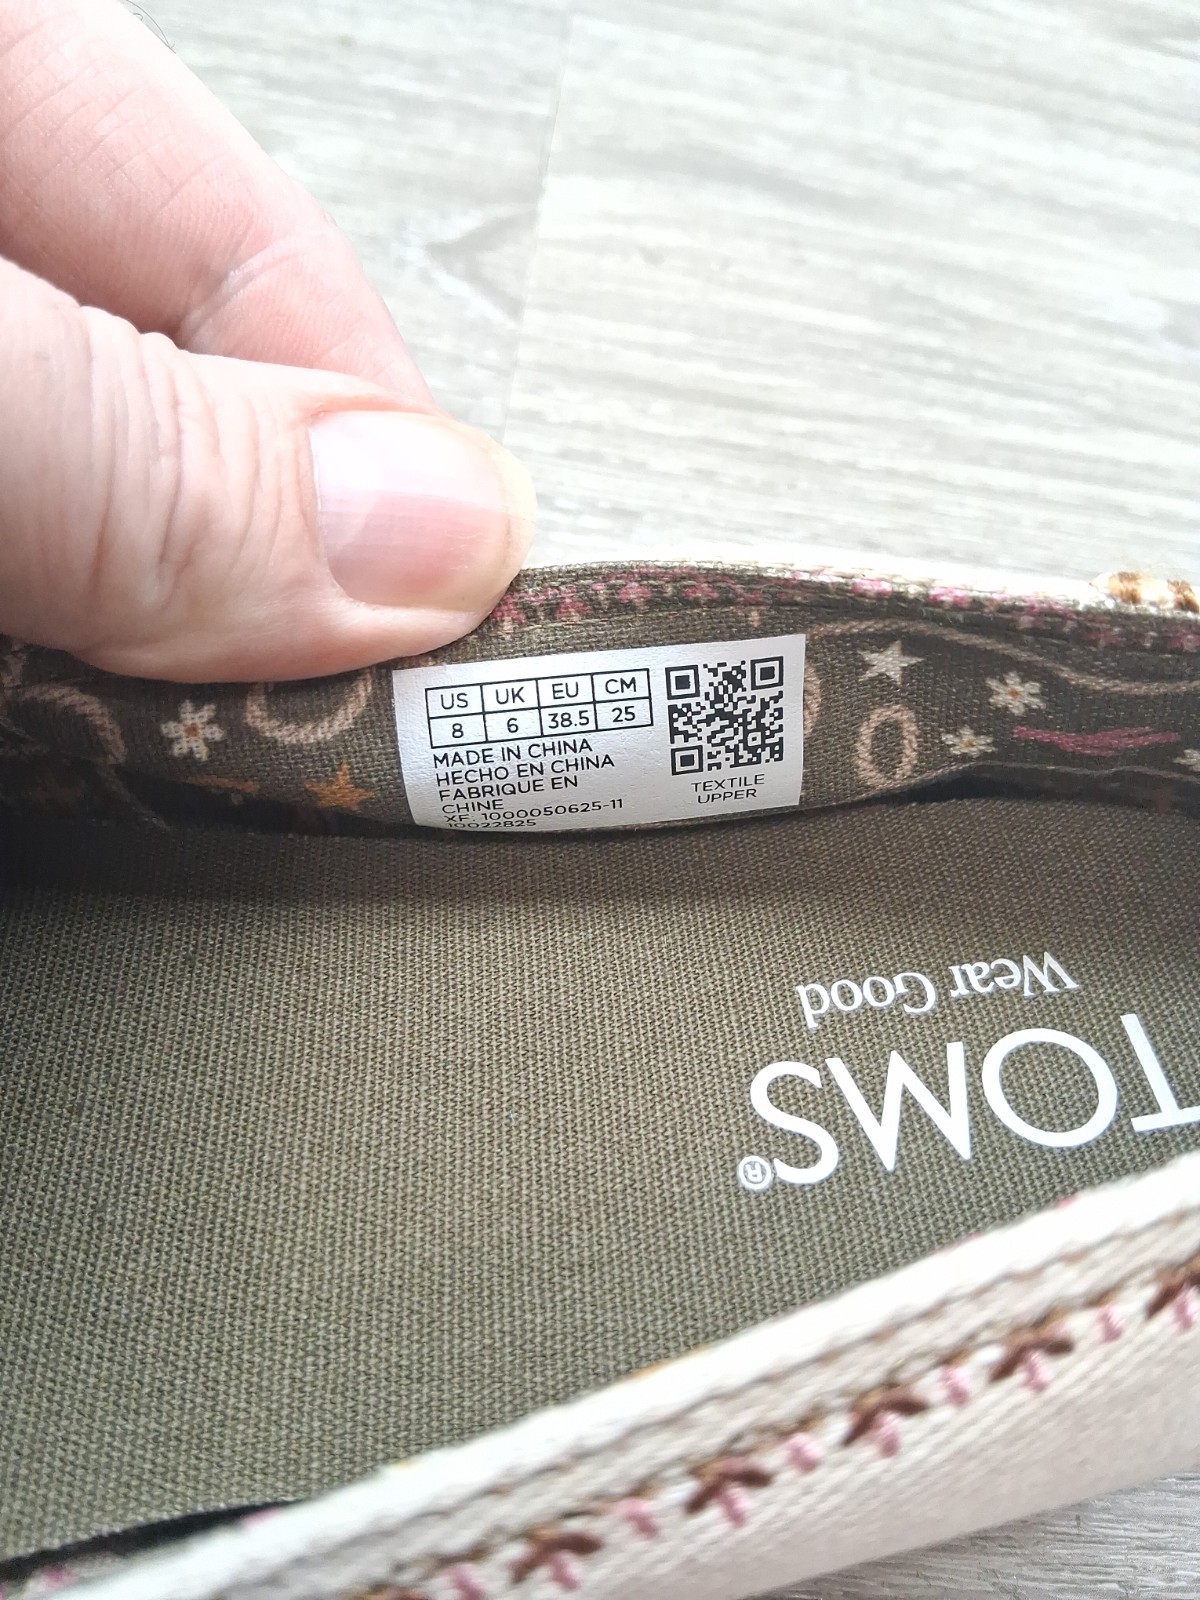 US UK EU CM
8 6 38.5 25
MADE IN CHINA
HECHO EN CHINA
FABRIQUE EN
CHINE
XF: 1000050625-11
10022825
TEXTILE
UPPER
Wear Good
TOMS®